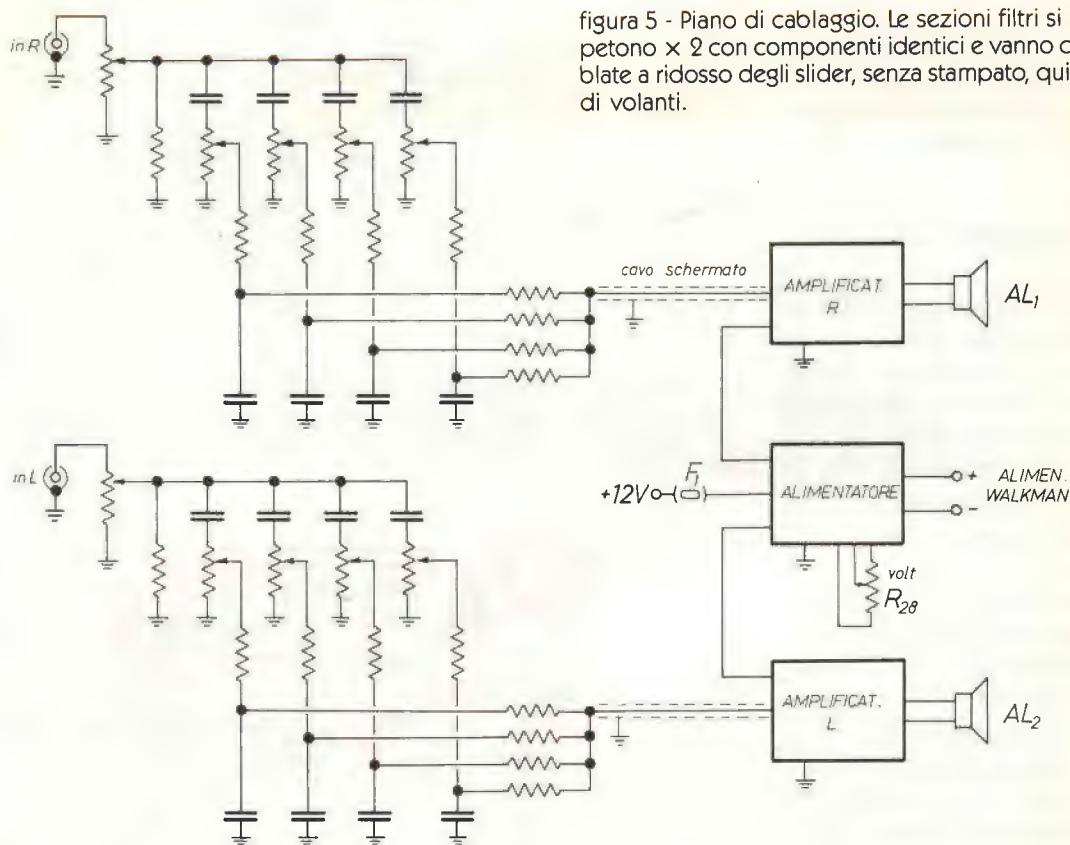 figura 5 - Piano di cablaggio. Le sezioni filtri si
petono × 2 con componenti identici e vanno c
blate a ridosso degli slider, senza stampato, qui
di volanti.
in R
cavo schermato
AMPLIFICAT.
R
AL1
+12V
F1
ALIMENTATORE
+
-
ALIMEN.
WALKMAN
volt
R28
in L
AMPLIFICAT.
L
AL2